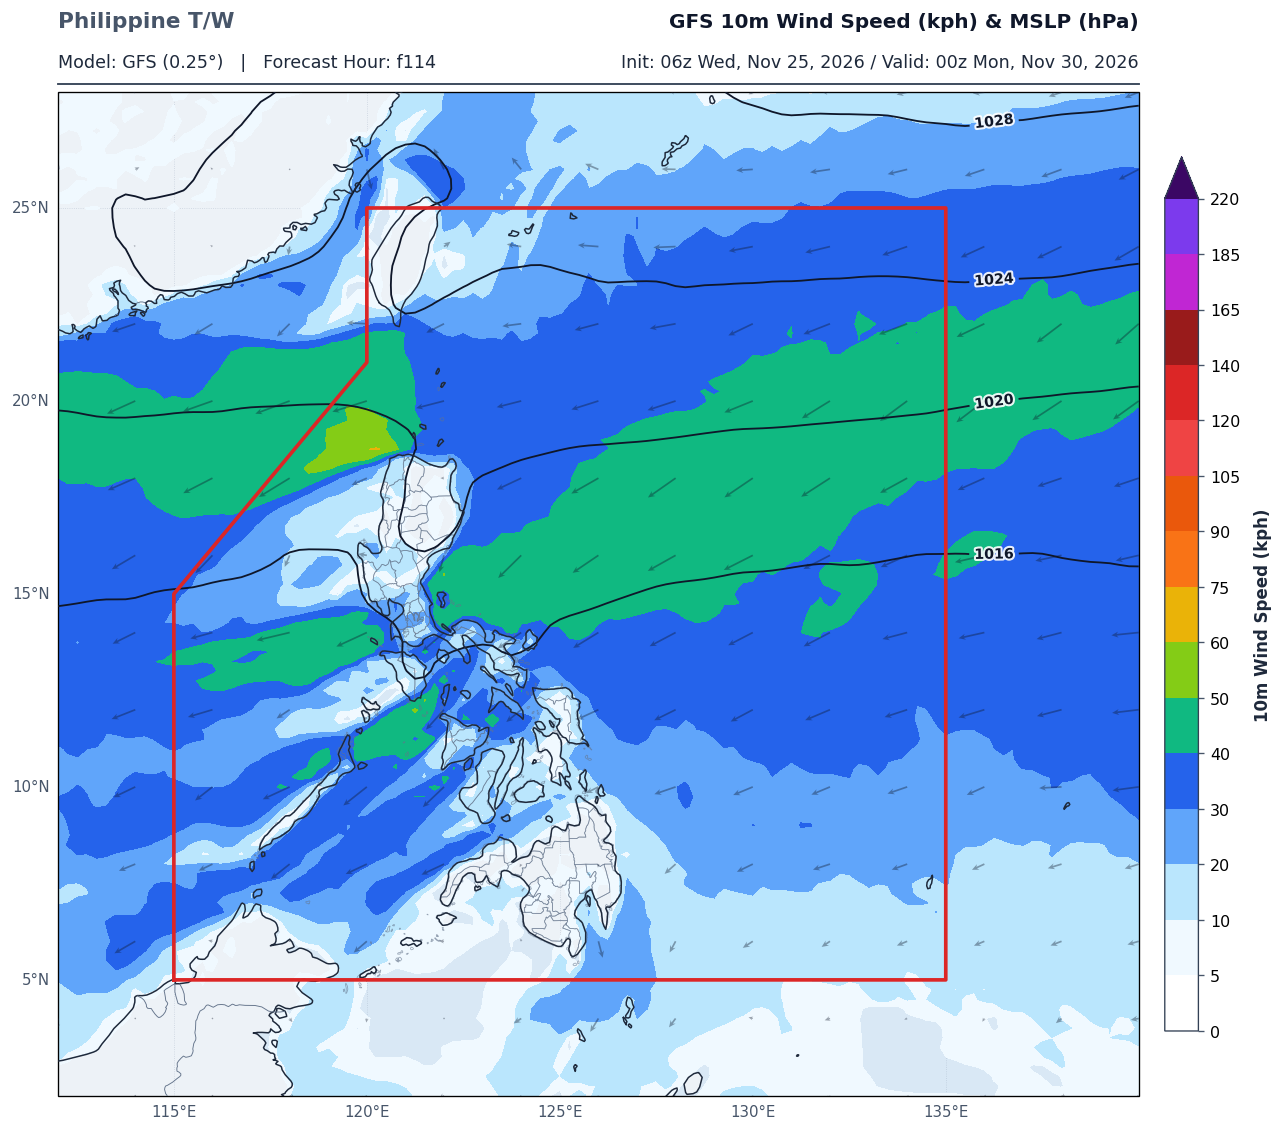 Philippine T/W
GFS 10m Wind Speed (kph) & MSLP (hPa)
Model: GFS (0.25°)   |   Forecast Hour: f114
Init: 06z Wed, Nov 25, 2026 / Valid: 00z Mon, Nov 30, 2026
1028
1024
1020
1016
25°N
20°N
15°N
10°N
5°N
115°E
120°E
125°E
130°E
135°E
220
185
165
140
120
105
90
75
60
50
40
30
20
10
5
0
10m Wind Speed (kph)